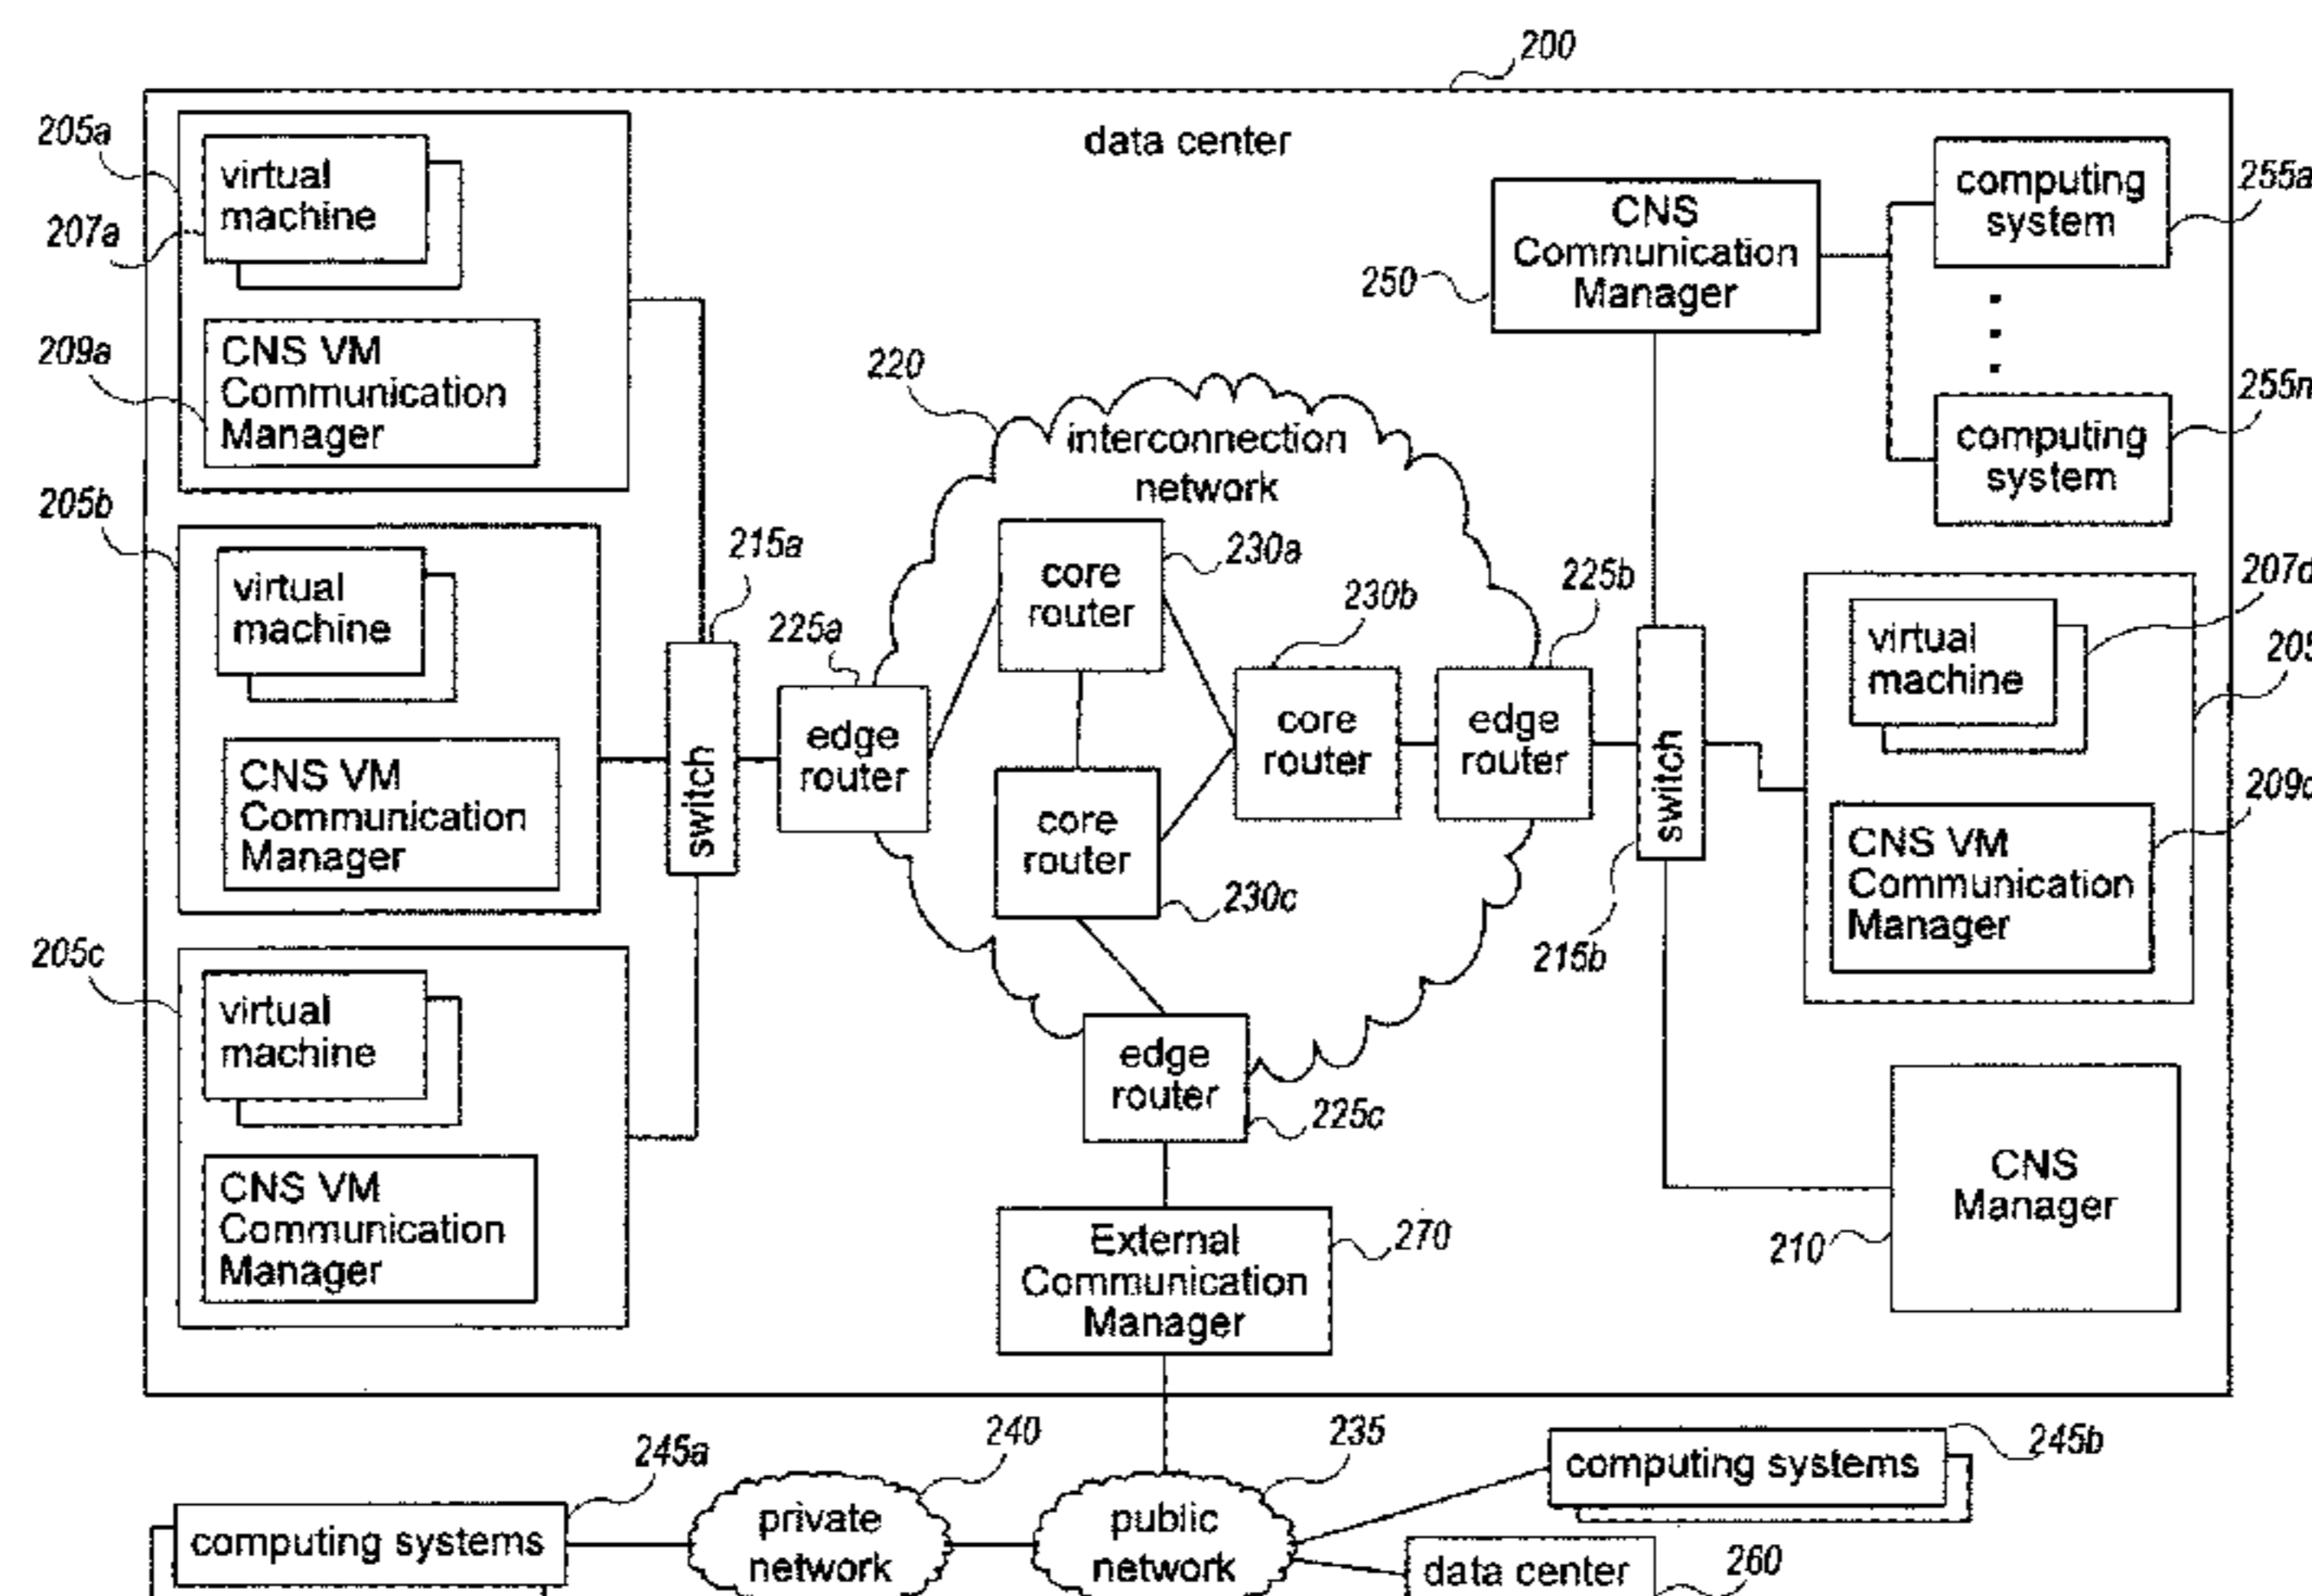 200
data center
205a
virtual
machine
207a
209a
CNS VM
Communication
Manager
205b
virtual
machine
CNS VM
Communication
Manager
205c
virtual
machine
CNS VM
Communication
Manager
215a
switch
220
interconnection
network
225a
edge
router
230a
core
router
230b
core
router
230c
core
router
225b
edge
router
225c
edge
router
External
Communication
Manager
270
250
CNS
Communication
Manager
computing
system
255a
computing
system
255n
215b
switch
207d
virtual
machine
205
209d
CNS VM
Communication
Manager
210
CNS
Manager
245a
computing systems
240
private
network
235
public
network
245b
computing systems
data center
260